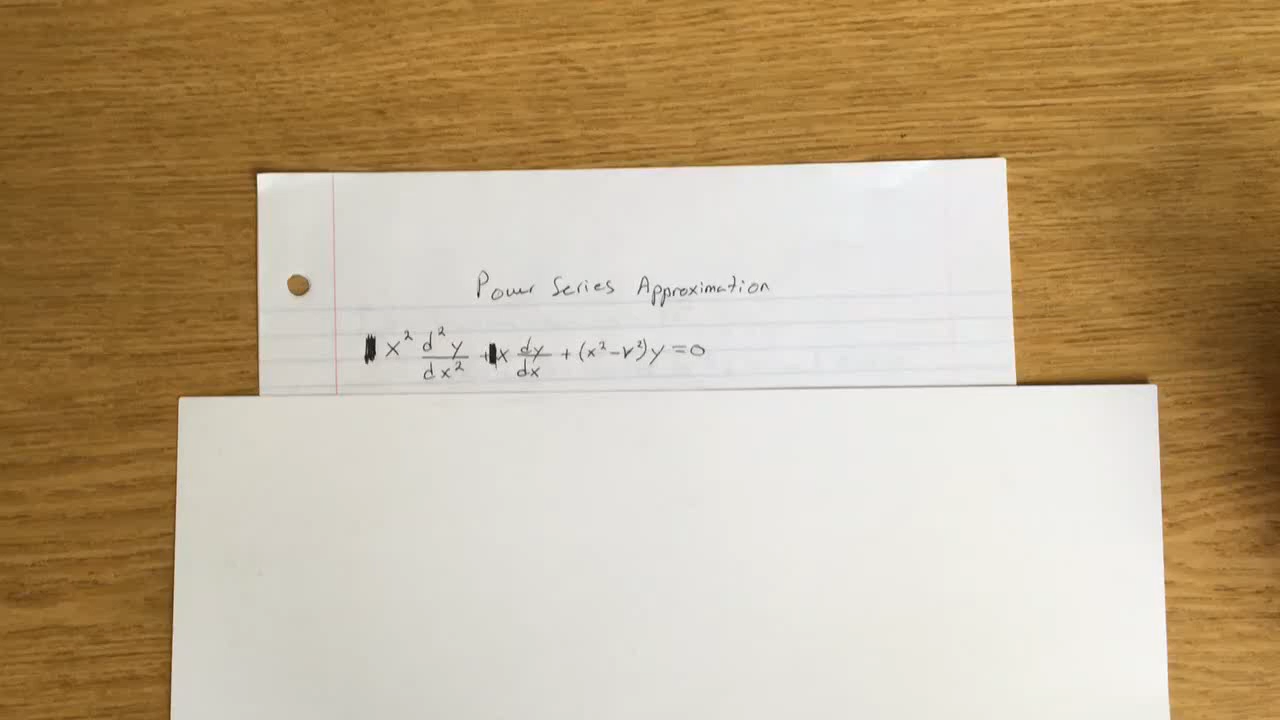 Power Series Approximation
x² d²y/dx² + x dy/dx + (x² - v²)y = 0